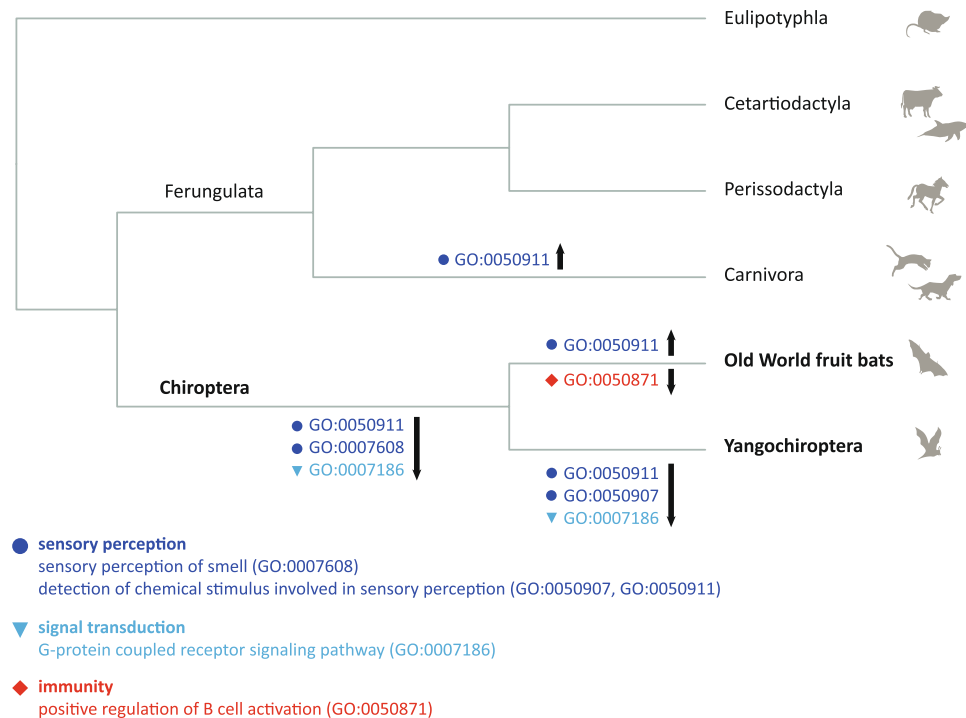 Eulipotyphla
Cetartiodactyla
Ferungulata
Perissodactyla
GO:0050911
Carnivora
GO:0050911
Old World fruit bats
GO:0050871
Chiroptera
GO:0050911
GO:0007608
GO:0007186
Yangochiroptera
GO:0050911
GO:0050907
GO:0007186
sensory perception
sensory perception of smell (GO:0007608)
detection of chemical stimulus involved in sensory perception (GO:0050907, GO:0050911)
signal transduction
G-protein coupled receptor signaling pathway (GO:0007186)
immunity
positive regulation of B cell activation (GO:0050871)